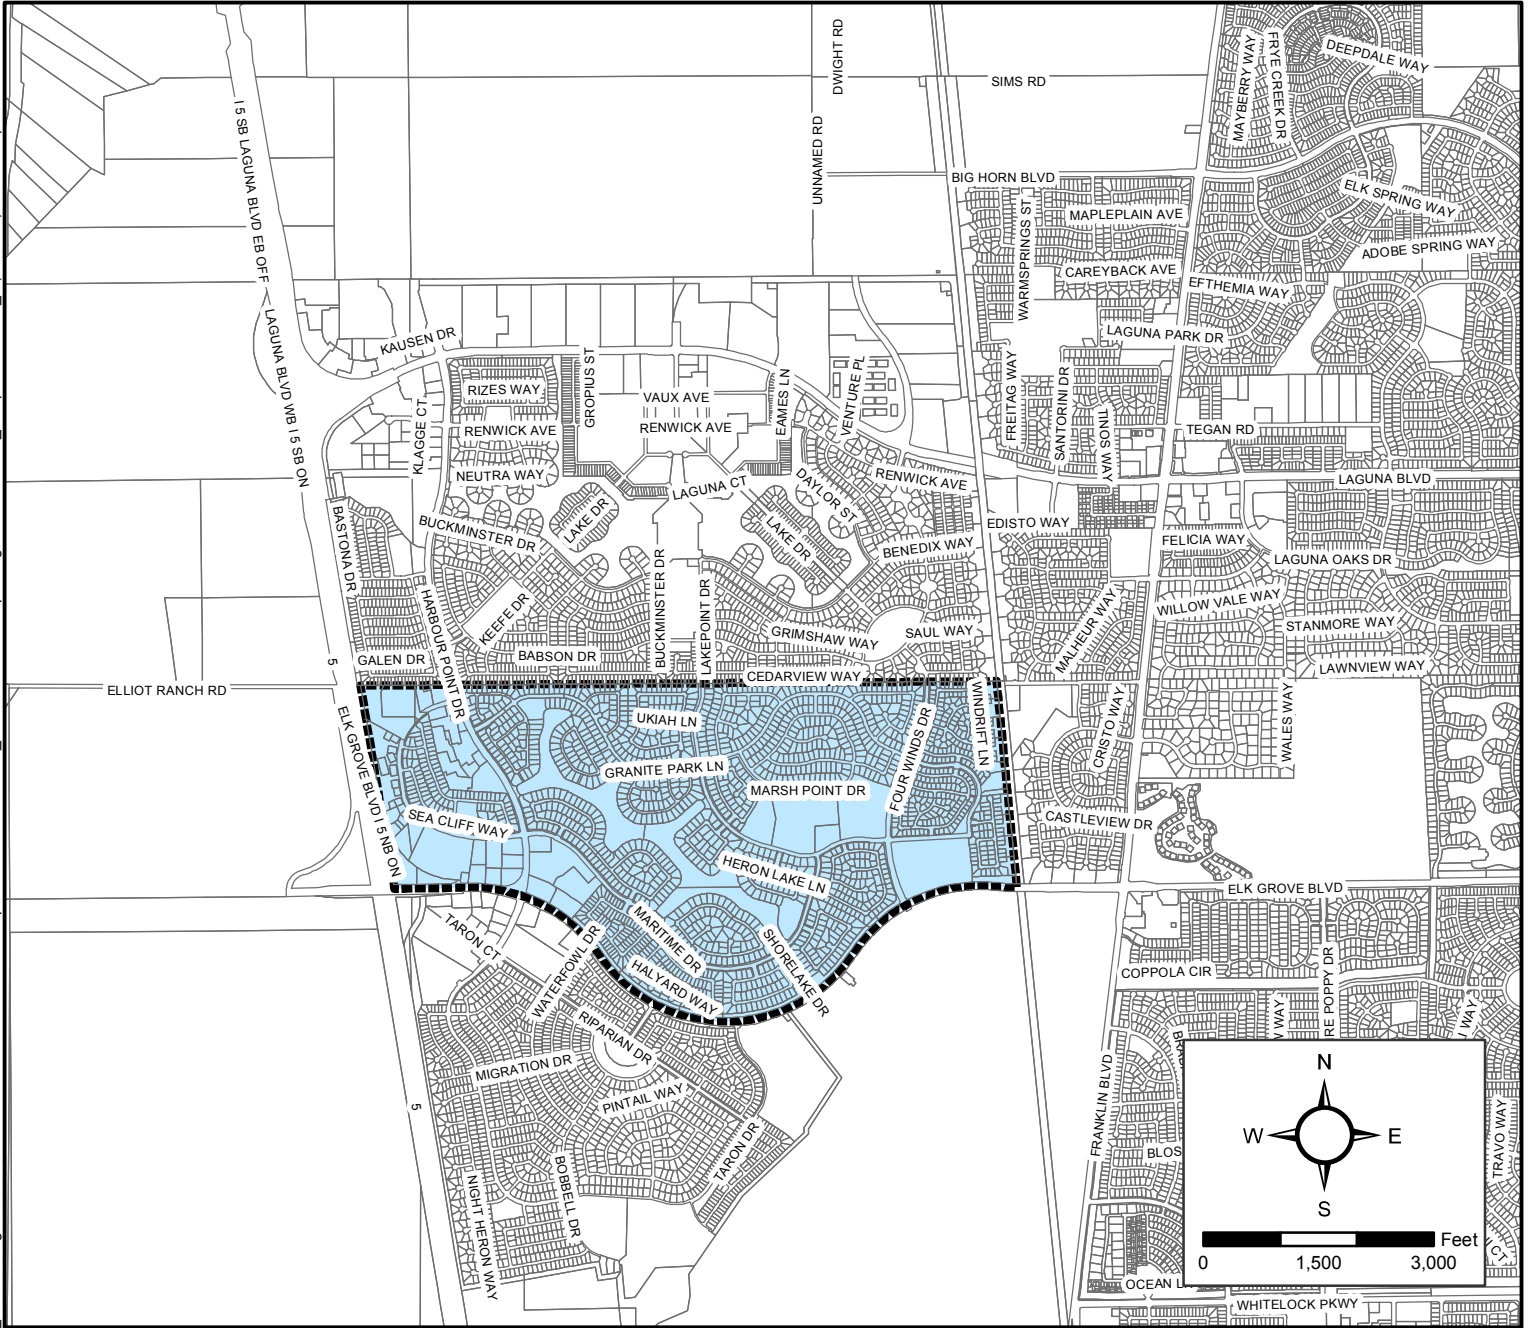 DWIGHT RD
MAYBERRY WAY
FRYE CREEK DR
DEEPDALE WAY
SIMS RD
I 5 SB LAGUNA BLVD EB OFF
UNNAMED RD
BIG HORN BLVD
ELK SPRING WAY
MAPLEPLAIN AVE
WARMSPRINGS ST
ADOBE SPRING WAY
CAREYBACK AVE
EFTHEMIA WAY
LAGUNA BLVD WB I 5 SB ON
KAUSEN DR
LAGUNA PARK DR
GROPIUS ST
EAMES LN
VENTURE PL
FREITAG WAY
SANTORINI DR
RIZES WAY
VAUX AVE
KLAGGE CT
RENWICK AVE
RENWICK AVE
TINOS WAY
TEGAN RD
NEUTRA WAY
LAGUNA CT
DAYLOR ST
RENWICK AVE
LAGUNA BLVD
BASTONA DR
BUCKMINSTER DR
LAKE DR
LAKE DR
EDISTO WAY
BENEDIX WAY
FELICIA WAY
LAGUNA OAKS DR
HARBOUR POINT DR
KEEFE DR
BUCKMINSTER DR
LAKEPOINT DR
MALHEUR WAY
WILLOW VALE WAY
STANMORE WAY
GRIMSHAW WAY
SAUL WAY
GALEN DR
BABSON DR
LAWNVIEW WAY
5
CEDARVIEW WAY
ELLIOT RANCH RD
ELK GROVE BLVD I 5 NB ON
UKIAH LN
FOUR WINDS DR
WINDRIFT LN
CRISTO WAY
WALES WAY
GRANITE PARK LN
MARSH POINT DR
SEA CLIFF WAY
CASTLEVIEW DR
HERON LAKE LN
ELK GROVE BLVD
TARON CT
WATERFOWL DR
MARITIME DR
SHORELAKE DR
HALYARD WAY
COPPOLA CIR
RE POPPY DR
RIPARIAN DR
MIGRATION DR
PINTAIL WAY
5
FRANKLIN BLVD
TARON DR
BOBBELL DR
NIGHT HERON WAY
BLOS
TRAVO WAY
N
W
E
S
Feet
0 1,500 3,000
CT
OCEAN L
WHITELOCK PKWY